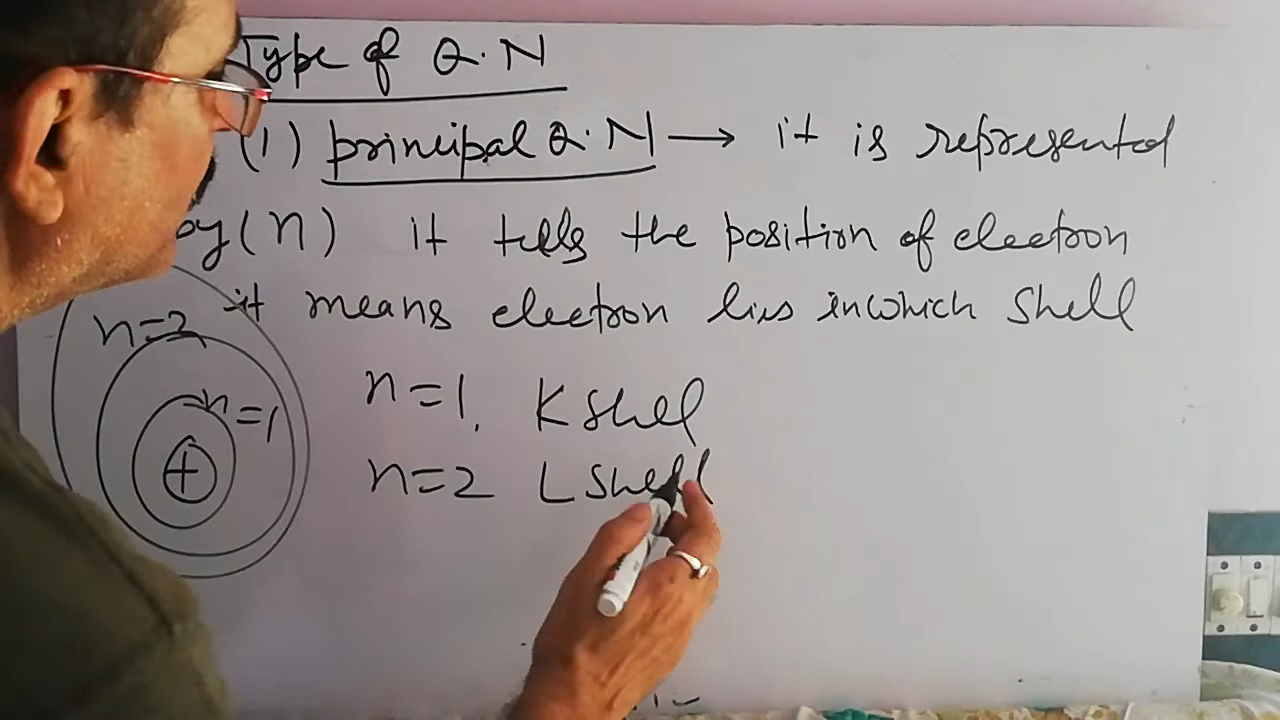 Type of Q.N
(1) principal Q.N → it is represented
by (n) it tells the position of electron
it means electron lies in which shell
n=2
n=1
n=1. K shell
n=2 L shell